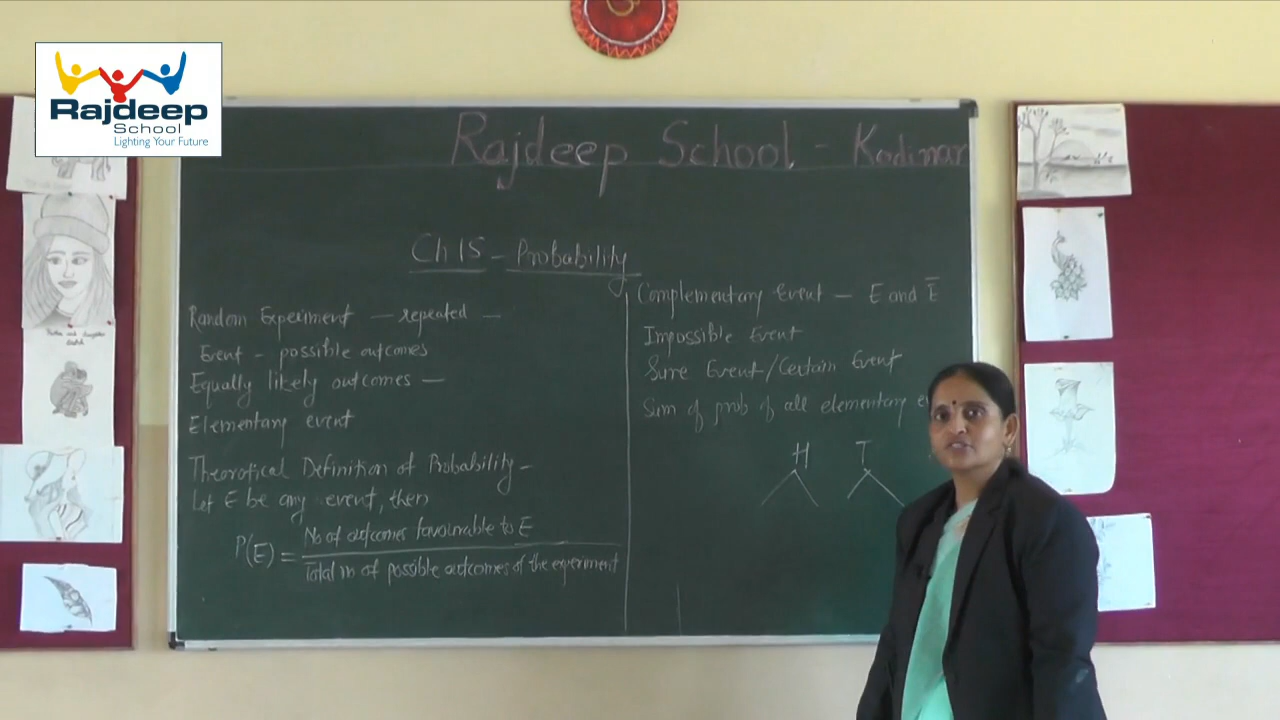 Rajdeep
School
Lighting Your Future
Rajdeep School - Kodinar
Ch 15 - Probability
Random Experiment - repeated -
Event - possible outcomes
Equally likely outcomes -
Elementary event
Theorotical Definition of Probability -
Let E be any event, then
P(E) = No of outcomes favourable to E
Total no of possible outcomes of the experiment
Complementary Event - E and E̅
Impossible Event
Sure Event/Certain Event
Sum of prob of all elementary e
H T